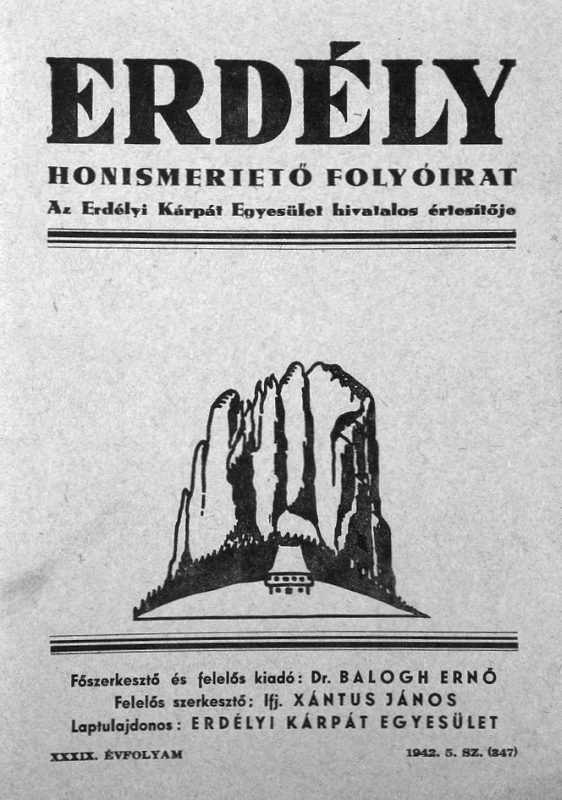 ERDÉLY
HONISMERTETŐ FOLYÓIRAT
Az Erdélyi Kárpát Egyesület hivatalos értesítője
Főszerkesztő és felelős kiadó: Dr. BALOGH ERNŐ
Felelős szerkesztő: Ifj. XÁNTUS JÁNOS
Laptulajdonos: ERDÉLYI KÁRPÁT EGYESÜLET
XXXIX. ÉVFOLYAM
1942. 5. SZ. (347)